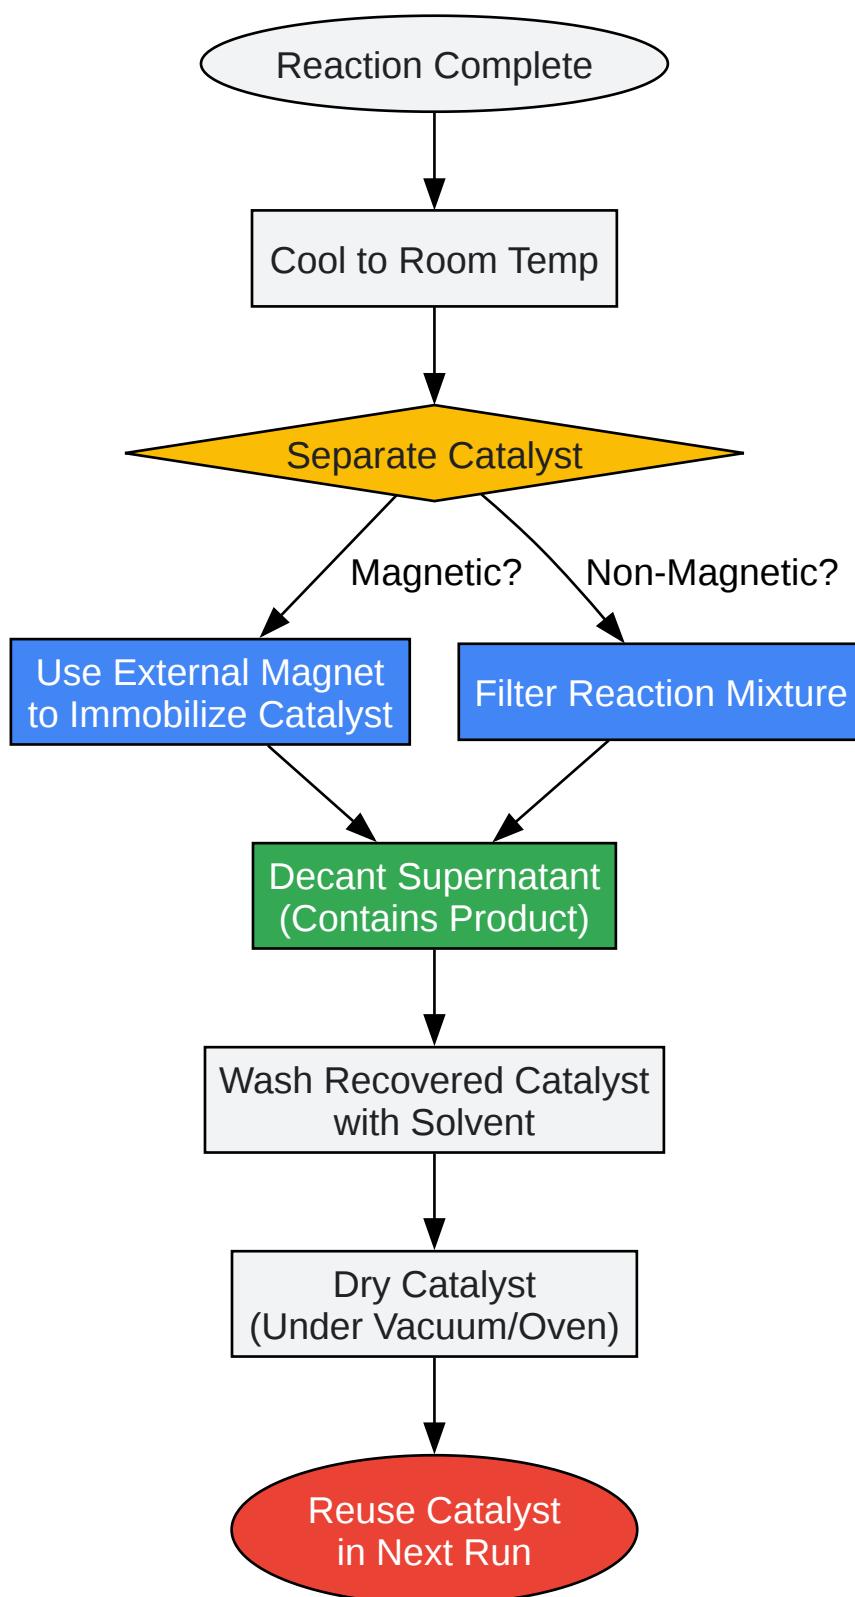 Reaction Complete
Cool to Room Temp
Separate Catalyst
Magnetic?
Non-Magnetic?
Use External Magnet
to Immobilize Catalyst
Filter Reaction Mixture
Decant Supernatant
(Contains Product)
Wash Recovered Catalyst
with Solvent
Dry Catalyst
(Under Vacuum/Oven)
Reuse Catalyst
in Next Run